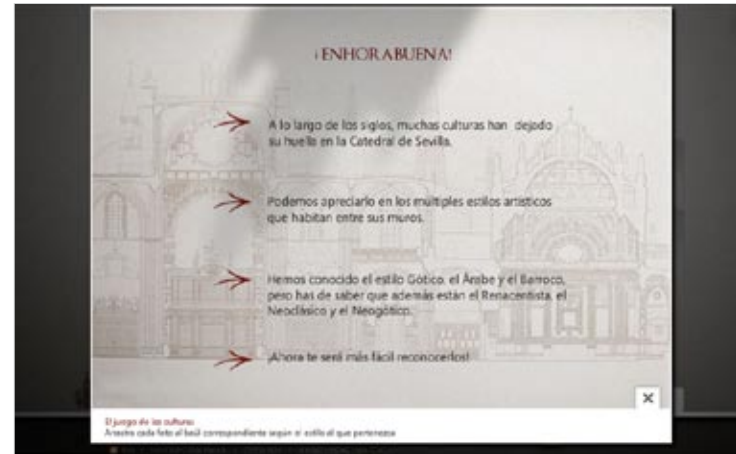 ¡ENHORABUENA!
A lo largo de los siglos, muchas culturas han dejado
su huella en la Catedral de Sevilla.
Podemos apreciarlo en los múltiples estilos artísticos
que habitan entre sus muros.
Hemos conocido el estilo Gótico, el Árabe y el Barroco,
pero has de saber que además están el Renacentista, el
Neoclásico y el Neogótico.
¡Ahora te será más fácil reconocerlos!
El juego de las culturas
Arrastra cada foto al baúl correspondiente según el estilo al que pertenezca